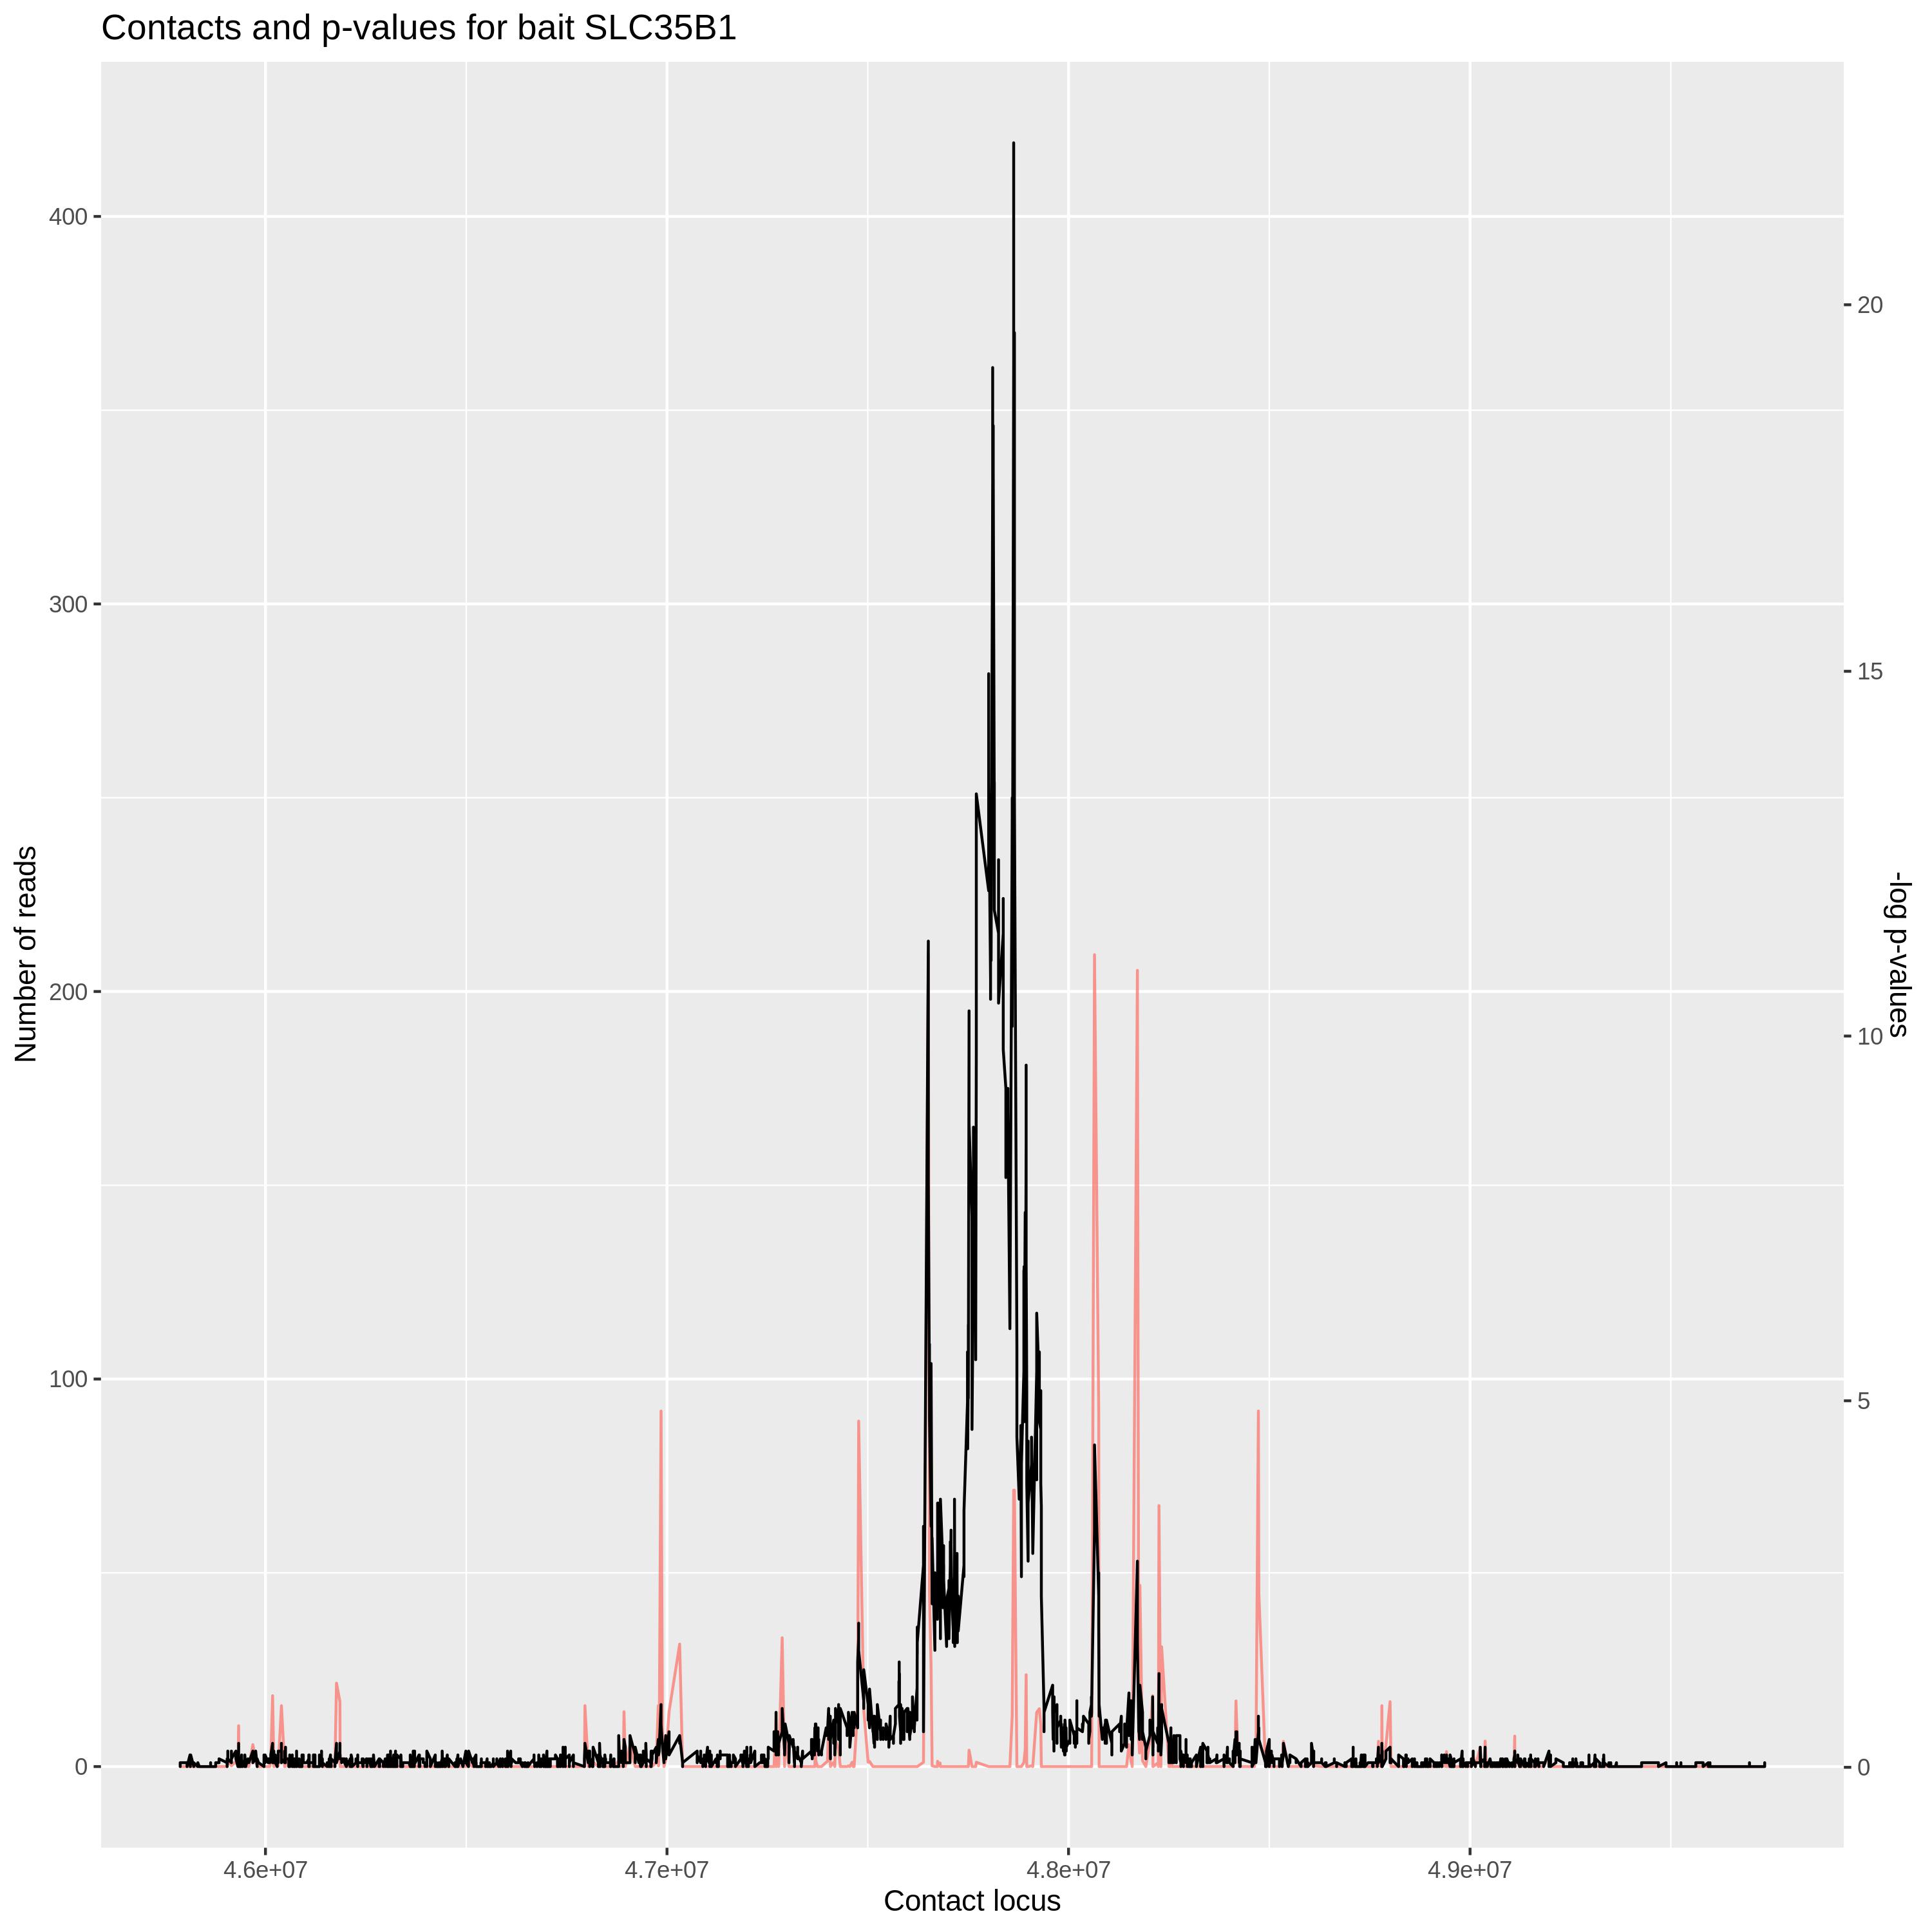 Contacts and p-values for bait SLC35B1
400
300
200
100
0
Number of reads
20
15
10
5
0
-log p-values
4.6e+07 4.7e+07 4.8e+07 4.9e+07
Contact locus